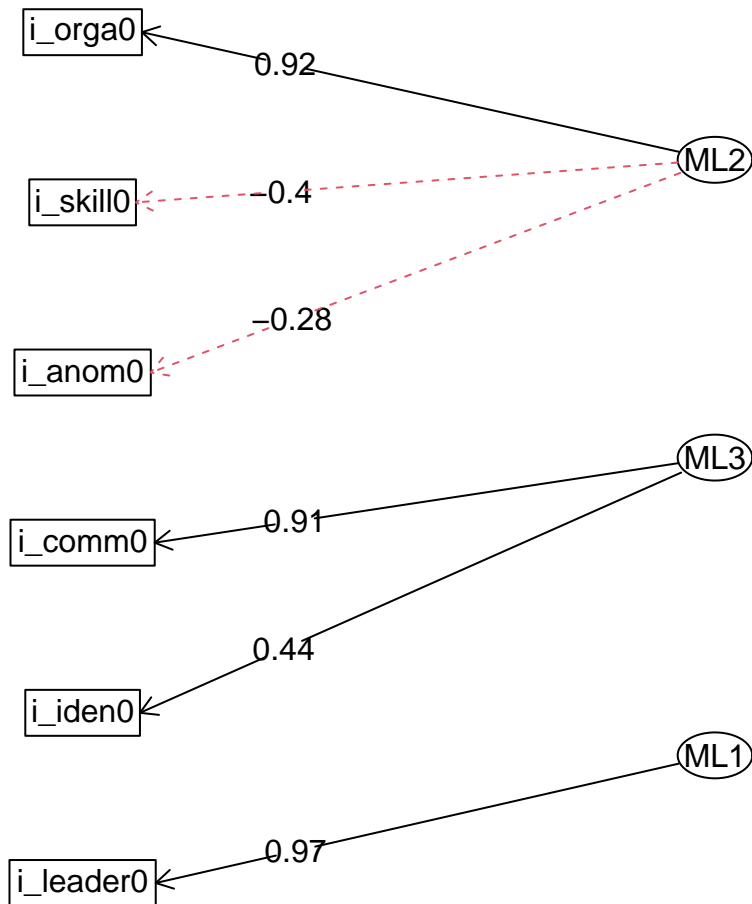 i_orga0
0.92
ML2
i_skill0
–0.4
–0.28
i_anom0
ML3
i_comm0
0.91
0.44
i_iden0
ML1
0.97
i_leader0